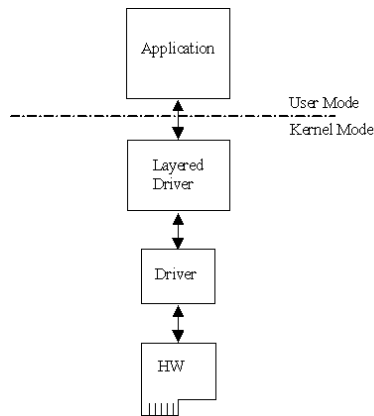 Application
User Mode
Kernel Mode
Layered
Driver
Driver
HW